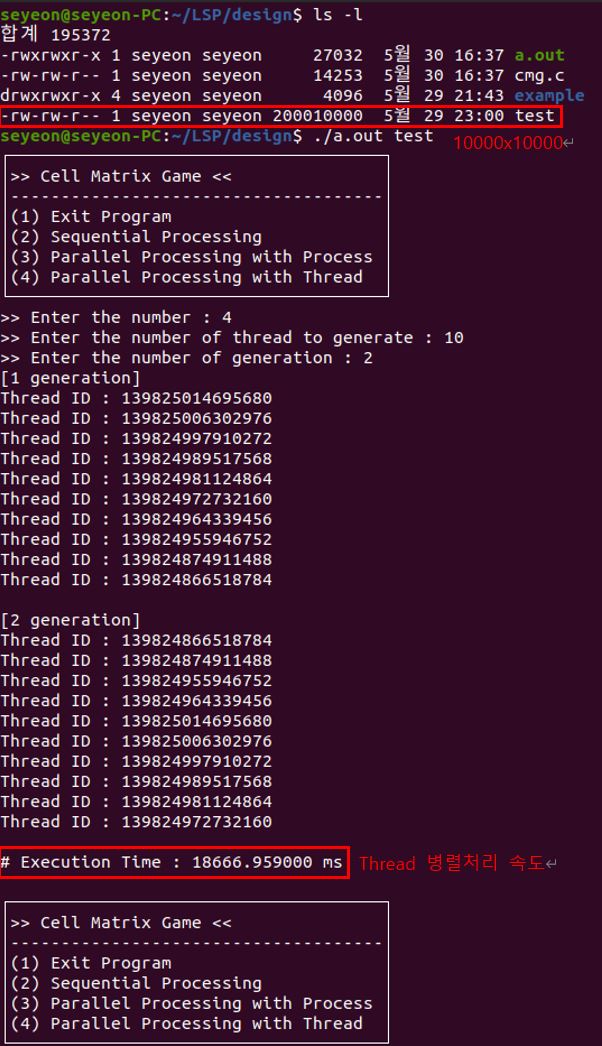 seyeon@seyeon-PC:~/LSP/design$ ls -l
합계 195372
-rwxrwxr-x 1 seyeon seyeon     27032  5월 30 16:37 a.out
-rw-rw-r-- 1 seyeon seyeon     14253  5월 30 16:37 cmg.c
drwxrwxr-x 4 seyeon seyeon      4096  5월 29 21:43 example
-rw-rw-r-- 1 seyeon seyeon 200010000  5월 29 23:00 test
seyeon@seyeon-PC:~/LSP/design$ ./a.out test
10000x10000↵
>> Cell Matrix Game <<
-------------------------------------
(1) Exit Program
(2) Sequential Processing
(3) Parallel Processing with Process
(4) Parallel Processing with Thread
>> Enter the number : 4
>> Enter the number of thread to generate : 10
>> Enter the number of generation : 2
[1 generation]
Thread ID : 139825014695680
Thread ID : 139825006302976
Thread ID : 139824997910272
Thread ID : 139824989517568
Thread ID : 139824981124864
Thread ID : 139824972732160
Thread ID : 139824964339456
Thread ID : 139824955946752
Thread ID : 139824874911488
Thread ID : 139824866518784
[2 generation]
Thread ID : 139824866518784
Thread ID : 139824874911488
Thread ID : 139824955946752
Thread ID : 139824964339456
Thread ID : 139825014695680
Thread ID : 139825006302976
Thread ID : 139824997910272
Thread ID : 139824989517568
Thread ID : 139824981124864
Thread ID : 139824972732160
# Execution Time : 18666.959000 ms
Thread 병렬처리 속도↵
>> Cell Matrix Game <<
-------------------------------------
(1) Exit Program
(2) Sequential Processing
(3) Parallel Processing with Process
(4) Parallel Processing with Thread